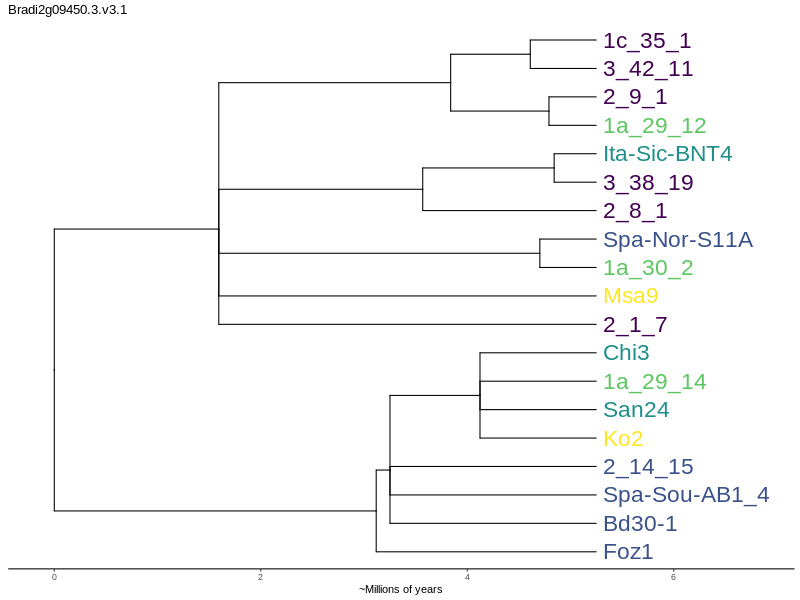 Bradi2g09450.3.v3.1
1c_35_1
3_42_11
2_9_1
1a_29_12
Ita-Sic-BNT4
3_38_19
2_8_1
Spa-Nor-S11A
1a_30_2
Msa9
2_1_7
Chi3
1a_29_14
San24
Ko2
2_14_15
Spa-Sou-AB1_4
Bd30-1
Foz1
0 2 4 6
~Millions of years